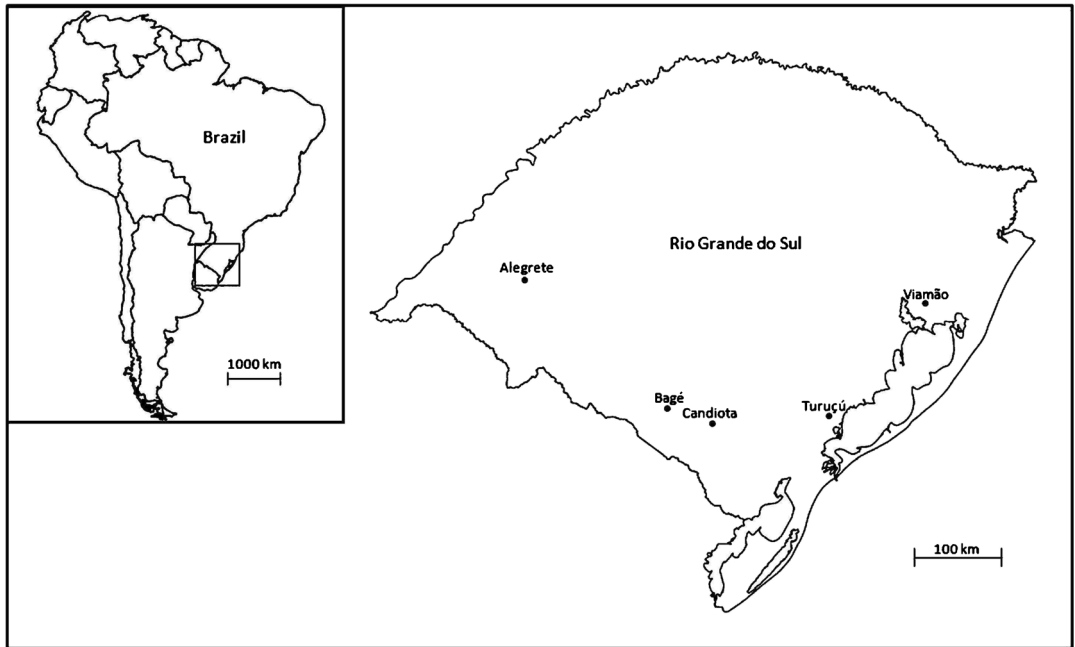 Brazil
1000 km
Rio Grande do Sul
Alegrete
Viamão
Bagé
Candiota
Turuçú
100 km